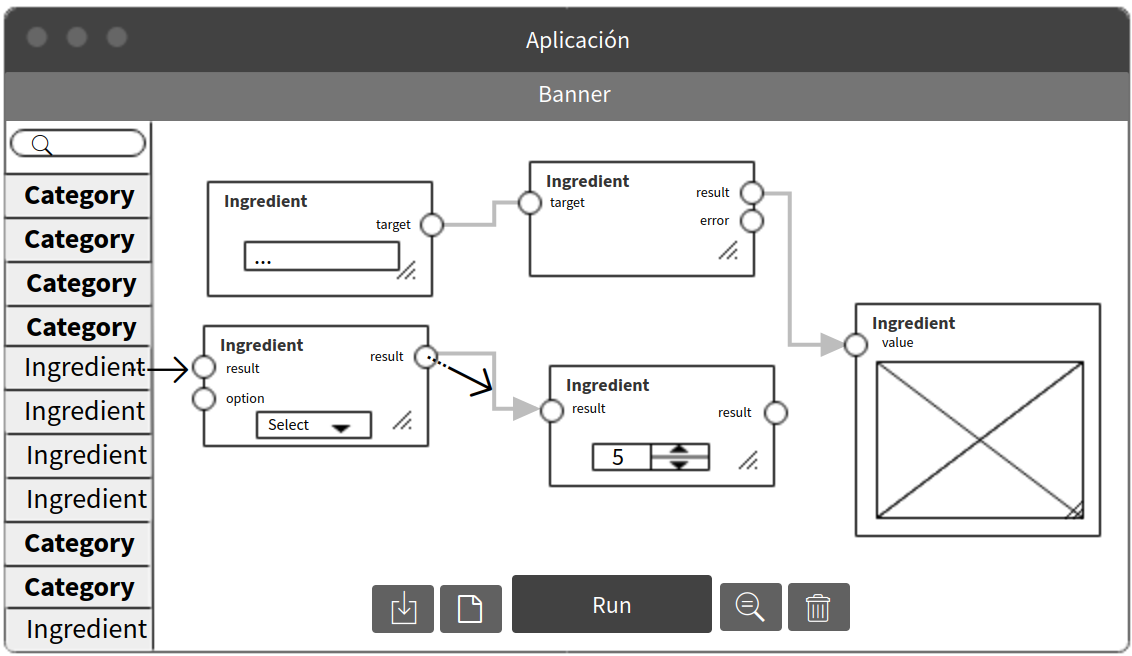 Aplicación
Banner
Category
Category
Category
Category
Ingredient
Ingredient
Ingredient
Ingredient
Category
Category
Ingredient
Ingredient
target
...
Ingredient
target
result
error
Ingredient
result
option
result
Select
Ingredient
result
result
5
Ingredient
value
Run